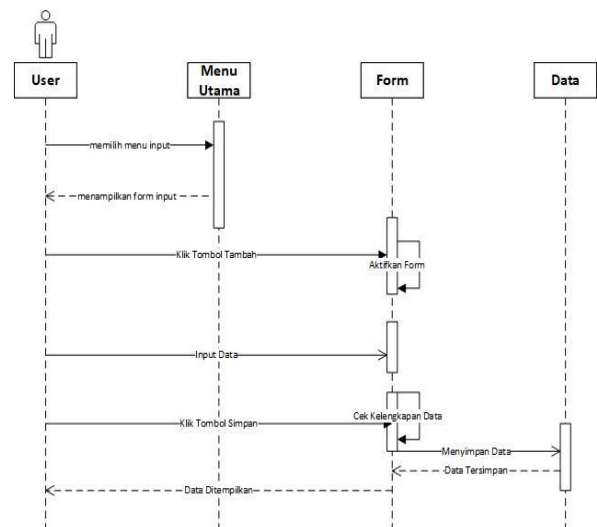 User
Menu
Utama
Form
Data
memilih menu input
menampilkan form input
Klik Tombol Tambah
Aktifkan Form
Input Data
Cek Kelengkapan Data
Klik Tombol Simpan
Menyimpan Data
Data Tersimpan
Data Ditempilkan